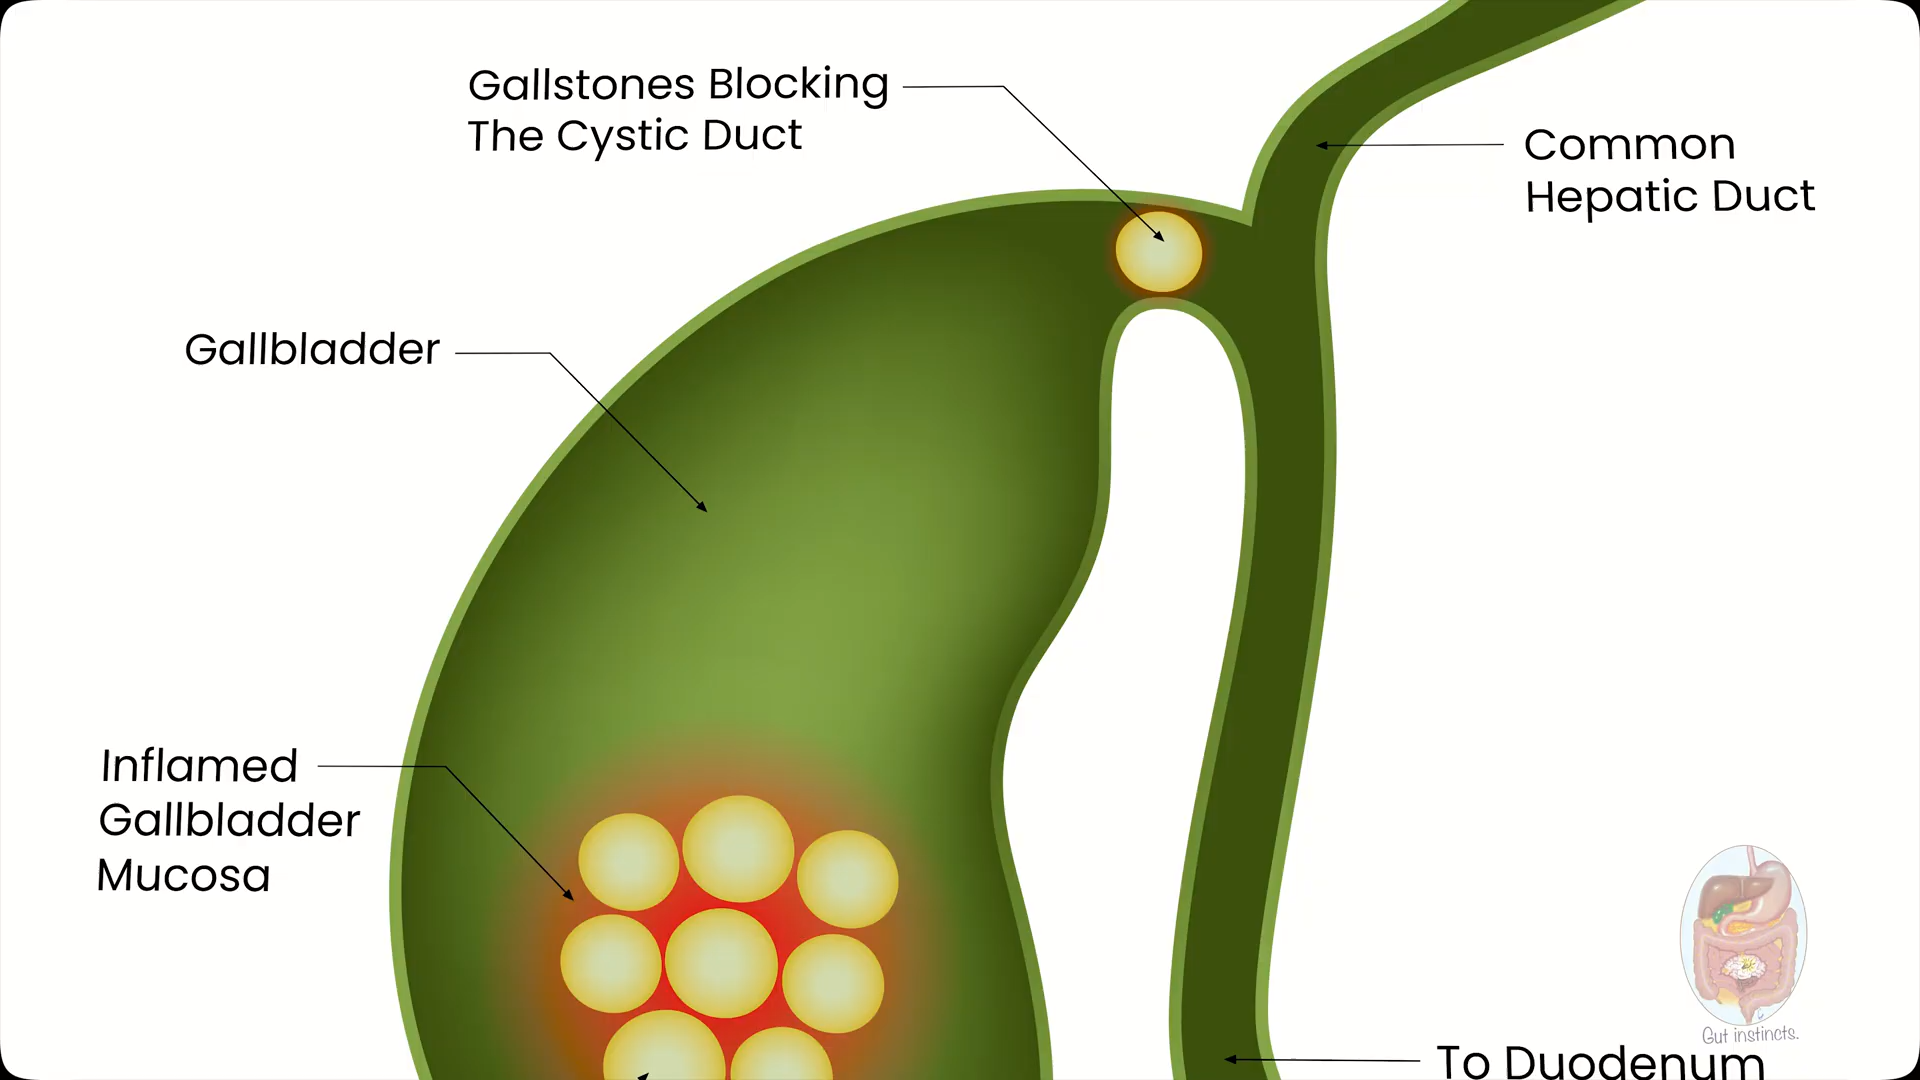 Gallstones Blocking
The Cystic Duct
Common
Hepatic Duct
Gallbladder
Inflamed
Gallbladder
Mucosa
Gut instincts.
To Duodenum